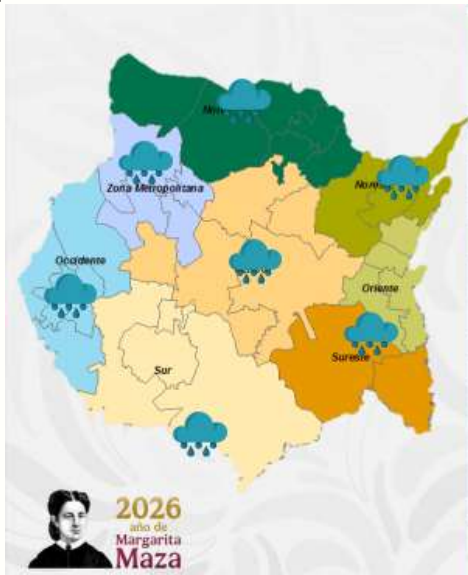 Zona Metropolitana
Occidente
Oriente
Sureste
Sur
2026
año de
Margarita
Maza